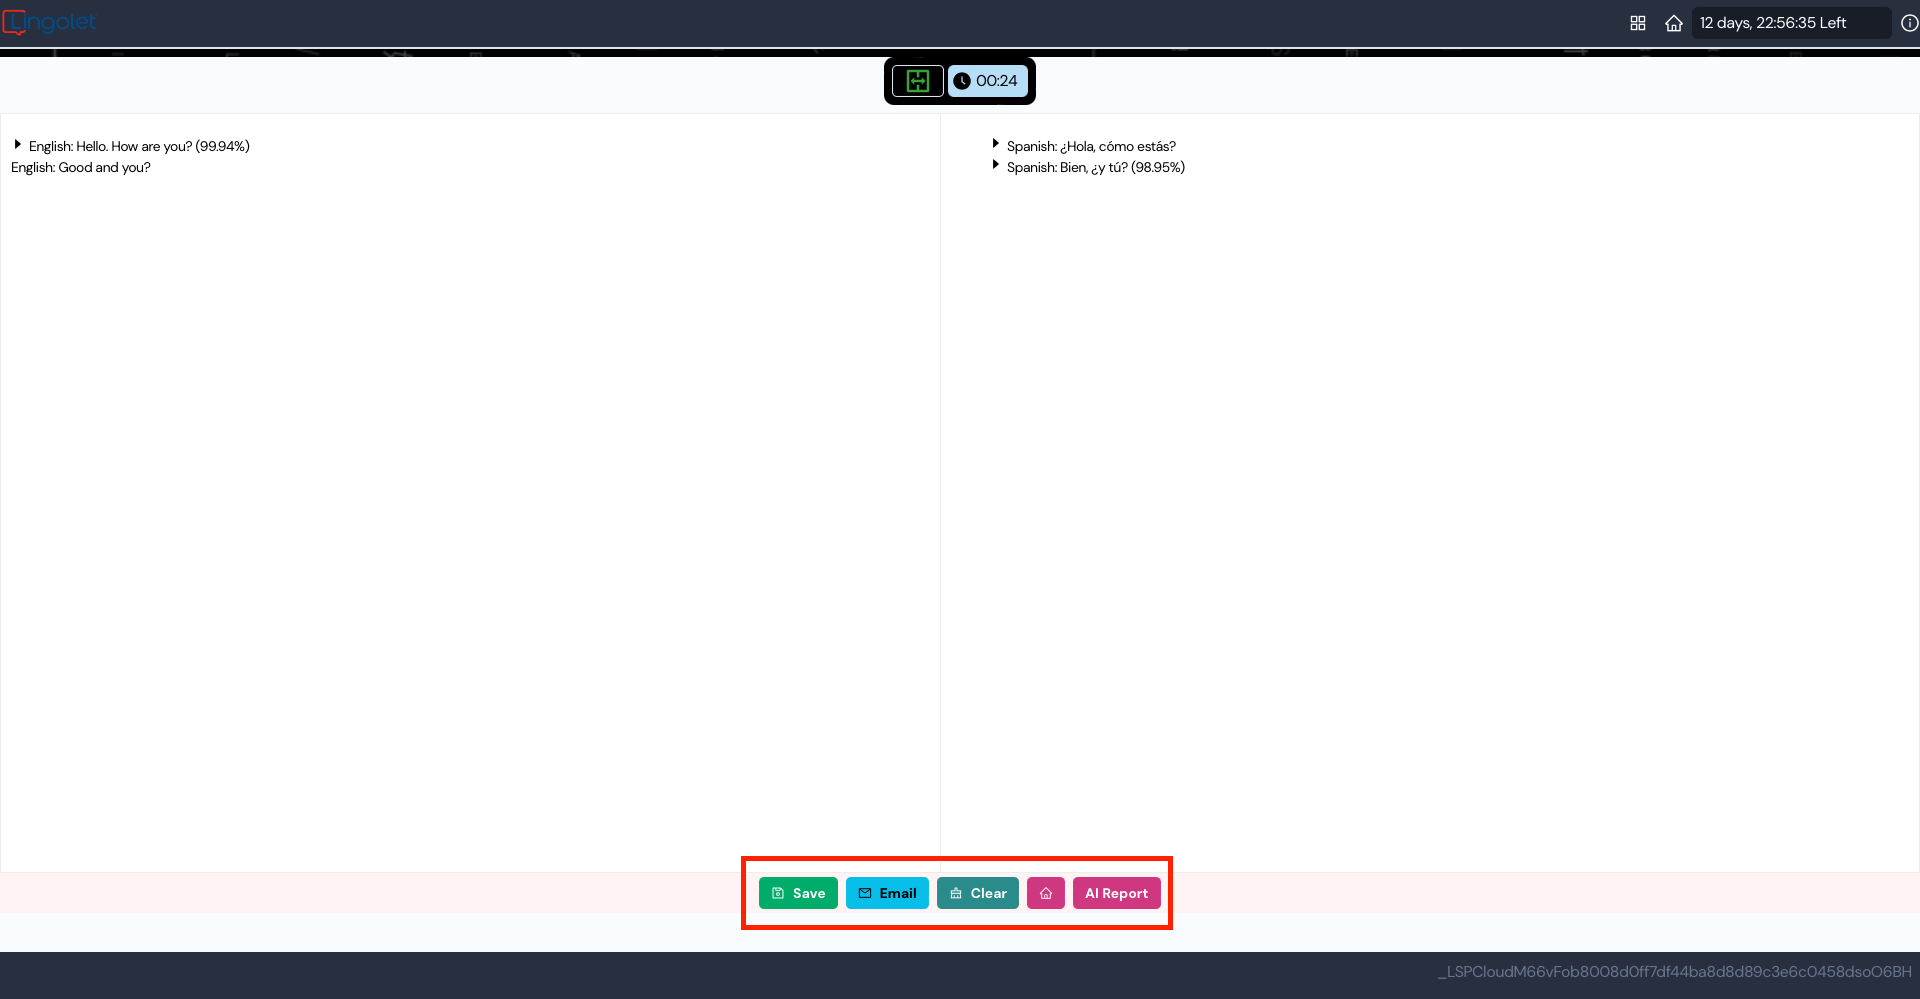 Lingolet
12 days, 22:56:35 Left
00:24
English: Hello. How are you? (99.94%)
English: Good and you?
Spanish: ¿Hola, cómo estás?
Spanish: Bien, ¿y tú? (98.95%)
Save Email Clear AI Report
_LSPCloudM66vFob8008d0ff7df44ba8d8d89c3e6c0458dsoO6BH